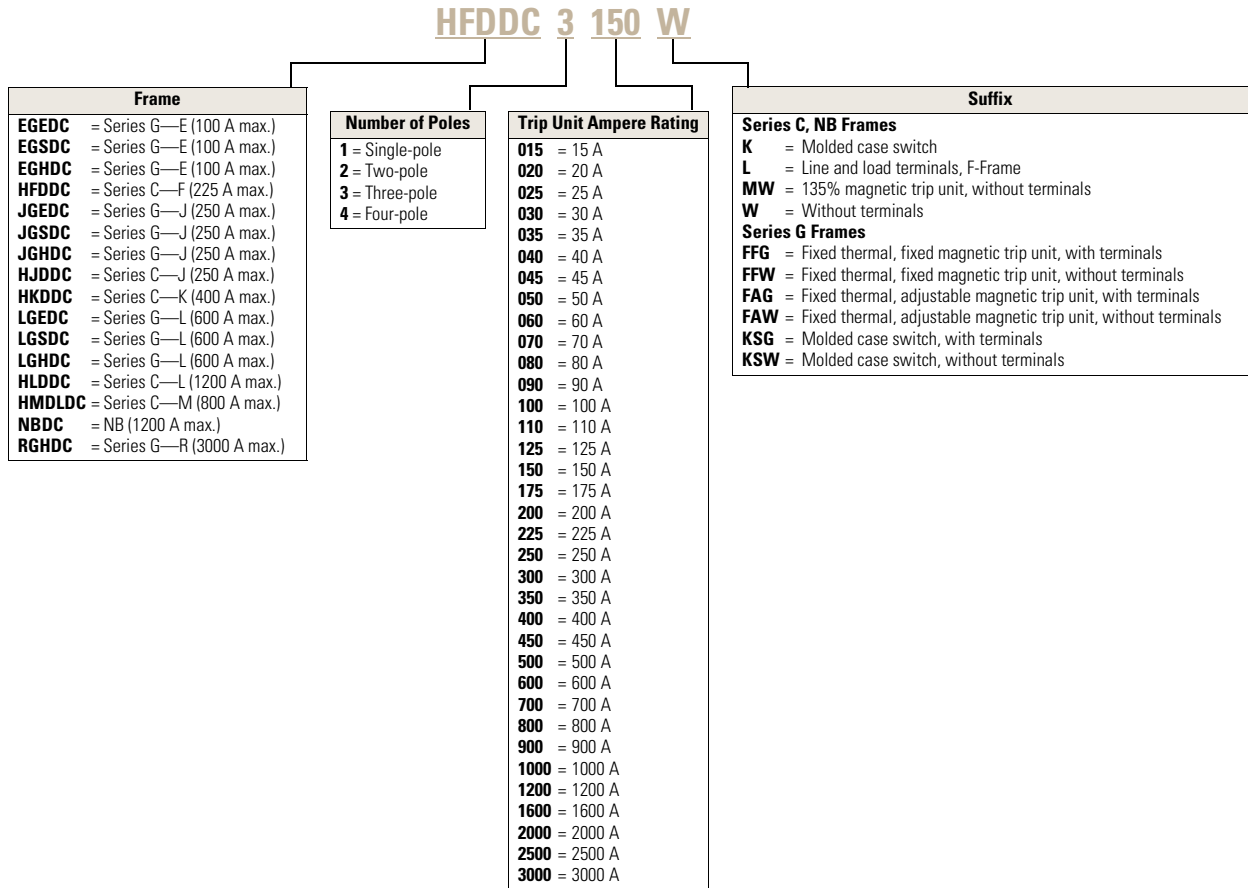 HFDDC 3 150 W
Frame
EGEDC = Series G—E (100 A max.)
EGSDC = Series G—E (100 A max.)
EGHDC = Series G—E (100 A max.)
HFDDC = Series C—F (225 A max.)
JGEDC = Series G—J (250 A max.)
JGSDC = Series G—J (250 A max.)
JGHDC = Series G—J (250 A max.)
HJDDC = Series C—J (250 A max.)
HKDDC = Series C—K (400 A max.)
LGEDC = Series G—L (600 A max.)
LGSDC = Series G—L (600 A max.)
LGHDC = Series G—L (600 A max.)
HLDDC = Series C—L (1200 A max.)
HMDLDC = Series C—M (800 A max.)
NBDC = NB (1200 A max.)
RGHDC = Series G—R (3000 A max.)
Number of Poles
1 = Single-pole
2 = Two-pole
3 = Three-pole
4 = Four-pole
Trip Unit Ampere Rating
015 = 15 A
020 = 20 A
025 = 25 A
030 = 30 A
035 = 35 A
040 = 40 A
045 = 45 A
050 = 50 A
060 = 60 A
070 = 70 A
080 = 80 A
090 = 90 A
100 = 100 A
110 = 110 A
125 = 125 A
150 = 150 A
175 = 175 A
200 = 200 A
225 = 225 A
250 = 250 A
300 = 300 A
350 = 350 A
400 = 400 A
450 = 450 A
500 = 500 A
600 = 600 A
700 = 700 A
800 = 800 A
900 = 900 A
1000 = 1000 A
1200 = 1200 A
1600 = 1600 A
2000 = 2000 A
2500 = 2500 A
3000 = 3000 A
Suffix
Series C, NB Frames
K = Molded case switch
L = Line and load terminals, F-Frame
MW = 135% magnetic trip unit, without terminals
W = Without terminals
Series G Frames
FFG = Fixed thermal, fixed magnetic trip unit, with terminals
FFW = Fixed thermal, fixed magnetic trip unit, without terminals
FAG = Fixed thermal, adjustable magnetic trip unit, with terminals
FAW = Fixed thermal, adjustable magnetic trip unit, without terminals
KSG = Molded case switch, with terminals
KSW = Molded case switch, without terminals